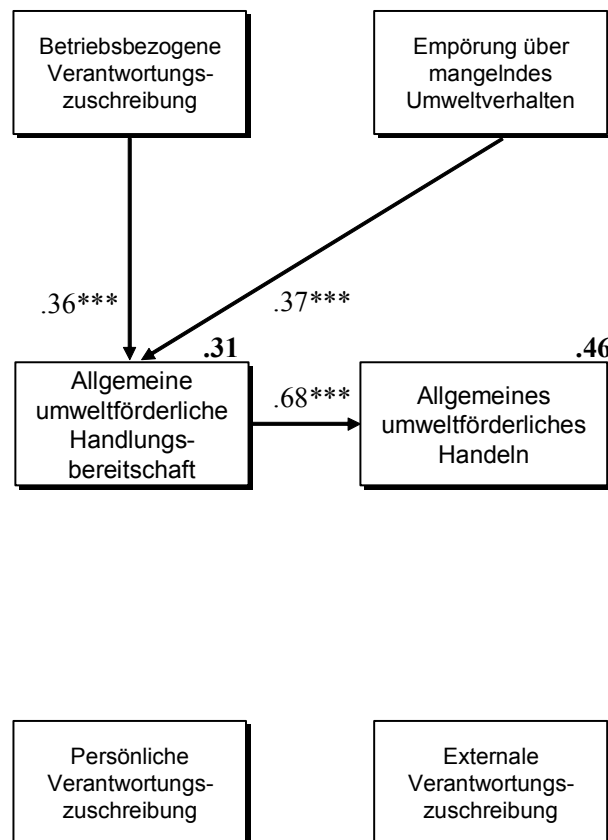 Betriebsbezogene
Verantwortungs-
zuschreibung
Empörung über
mangelndes
Umweltverhalten
.36***
.37***
.31
.46
Allgemeine
umweltförderliche
Handlungs-
bereitschaft
.68***
Allgemeines
umweltförderliches
Handeln
Persönliche
Verantwortungs-
zuschreibung
Externale
Verantwortungs-
zuschreibung